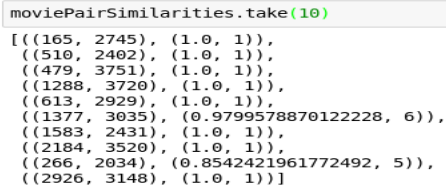 moviePairSimilarities.take(10)
[((165, 2745), (1.0, 1)),
((510, 2402), (1.0, 1)),
((479, 3751), (1.0, 1)),
((1288, 3720), (1.0, 1)),
((613, 2929), (1.0, 1)),
((1377, 3035), (0.9799578870122228, 6)),
((1583, 2431), (1.0, 1)),
((2184, 3520), (1.0, 1)),
((266, 2034), (0.8542421961772492, 5)),
((2926, 3148), (1.0, 1))]